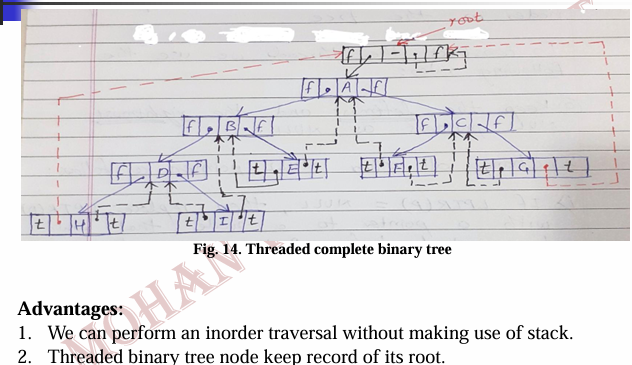 root
f - f
f A f
f B f
f C f
f D f
t E t
t F t
t G t
t H t
t I t
Fig. 14. Threaded complete binary tree
MOHAN
Advantages:
1. We can perform an inorder traversal without making use of stack.
2. Threaded binary tree node keep record of its root.